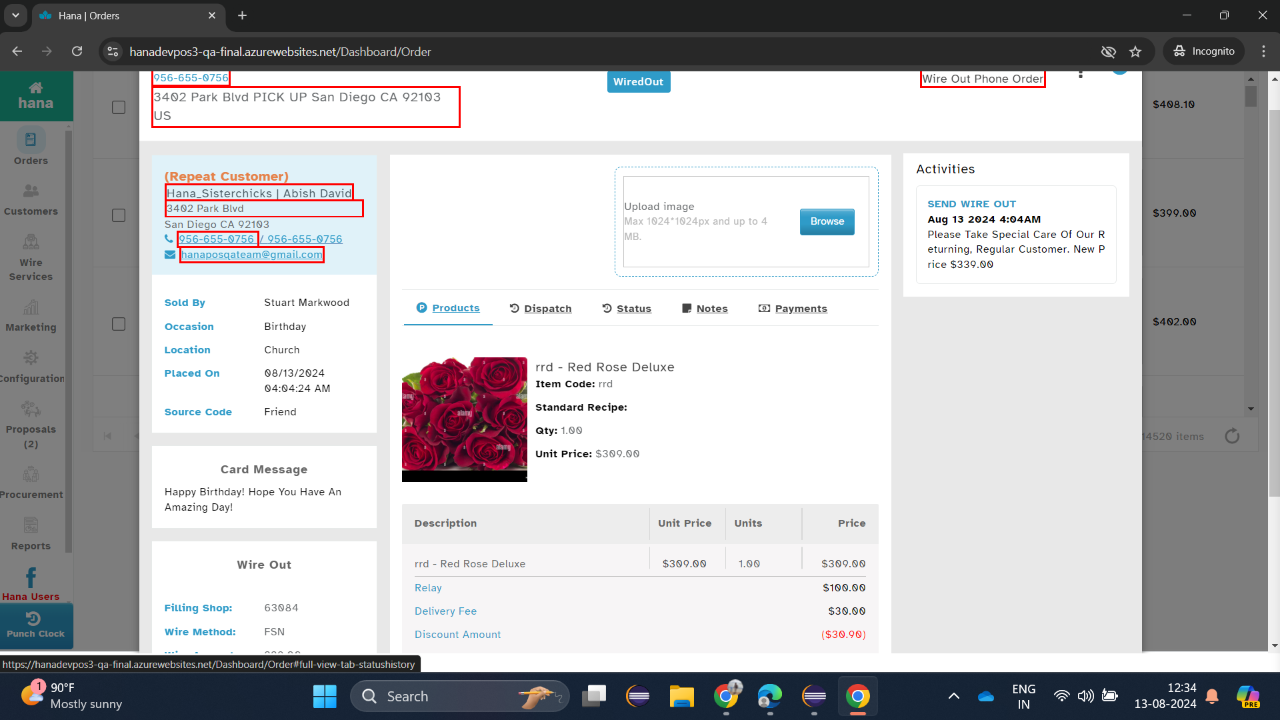 Hana | Orders
hanadevpos3-qa-final.azurewebsites.net/Dashboard/Order
Incognito
hana
Orders
Customers
Wire
Services
Marketing
Configuration
Proposals
(2)
Procurement
Reports
Hana Users
Punch Clock
956-655-0756
3402 Park Blvd PICK UP San Diego CA 92103
US
WiredOut
Wire Out Phone Order
(Repeat Customer)
Hana_Sisterchicks | Abish David
3402 Park Blvd
San Diego CA 92103
956-655-0756 / 956-655-0756
hanaposqateam@gmail.com
Sold By Stuart Markwood
Occasion Birthday
Location Church
Placed On 08/13/2024
04:04:24 AM
Source Code Friend
Card Message
Happy Birthday! Hope You Have An
Amazing Day!
Wire Out
Filling Shop: 63084
Wire Method: FSN
Upload image
Max 1024*1024px and up to 4
MB.
Browse
Products Dispatch Status Notes Payments
rrd - Red Rose Deluxe
Item Code: rrd
Standard Recipe:
Qty: 1.00
Unit Price: $309.00
Description Unit Price Units Price
rrd - Red Rose Deluxe $309.00 1.00 $309.00
Relay $100.00
Delivery Fee $30.00
Discount Amount ($30.90)
Activities
SEND WIRE OUT
Aug 13 2024 4:04AM
Please Take Special Care Of Our R
eturning, Regular Customer. New P
rice $339.00
$408.10
$399.00
$402.00
14520 items
https://hanadevpos3-qa-final.azurewebsites.net/Dashboard/Order#full-view-tab-statushistory
1
90°F
Mostly sunny
Search
ENG
IN
12:34
13-08-2024
PRE